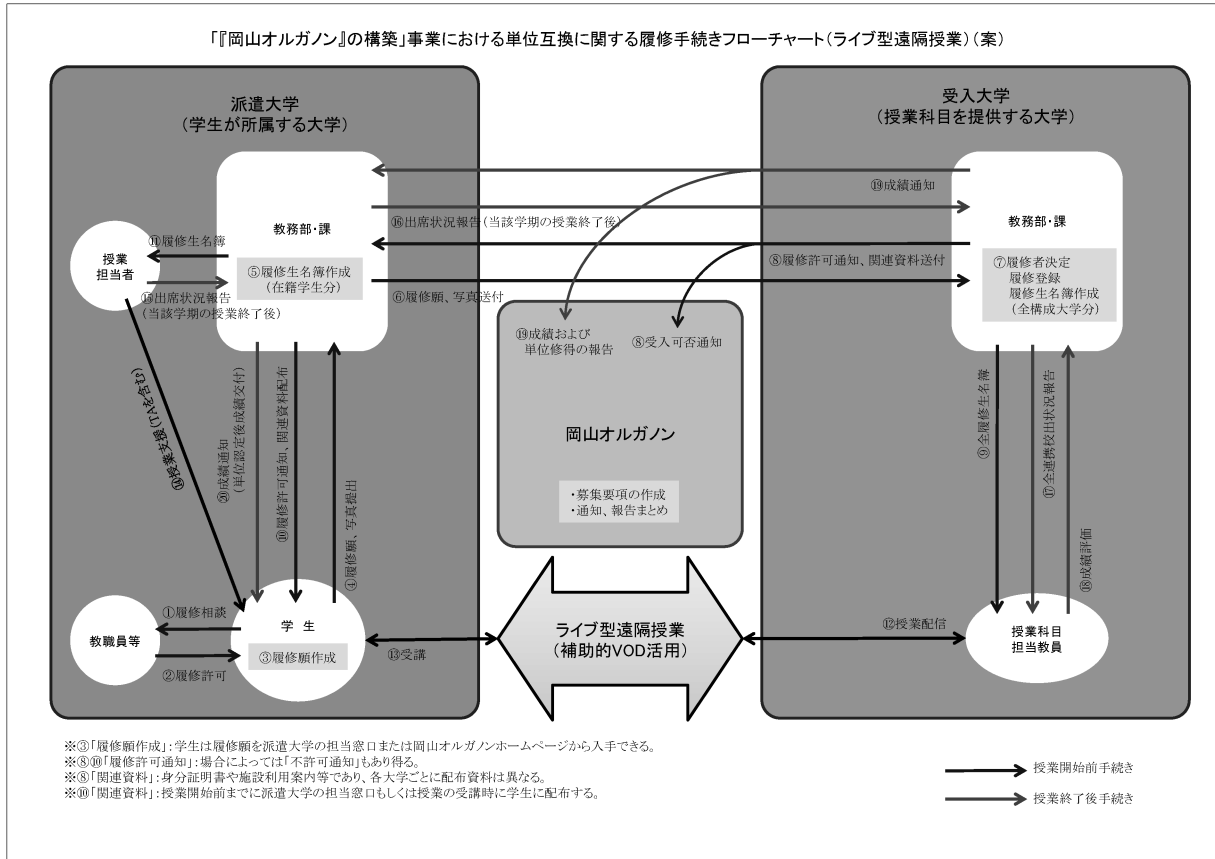 「『岡山オルガノン』の構築」事業における単位互換に関する履修手続きフローチャート（ライブ型遠隔授業）（案）
派遣大学
（学生が所属する大学）
受入大学
（授業科目を提供する大学）
教務部・課
⑤履修生名簿作成
（在籍学生分）
授業
担当者
⑪履修生名簿
⑮出席状況報告
（当該学期の授業終了後）
⑲成績通知
⑯出席状況報告（当該学期の授業終了後）
⑧履修許可通知、関連資料送付
⑥履修願、写真送付
教務部・課
⑦履修者決定
履修登録
履修生名簿作成
（全構成大学分）
⑲成績および
単位修得の報告
⑧受入可否通知
岡山オルガノン
・募集要項の作成
・通知、報告まとめ
⑭授業支援（TAを含む）
⑳成績通知
（単位認定後成績交付）
⑩履修許可通知、関連資料配布
④履修願、写真提出
⑨全履修生名簿
⑰全連携校出状況報告
⑱成績評価
教職員等
①履修相談
②履修許可
学 生
③履修願作成
⑬受講
ライブ型遠隔授業
（補助的VOD活用）
⑫授業配信
授業科目
担当教員
※③「履修願作成」：学生は履修願を派遣大学の担当窓口または岡山オルガノンホームページから入手できる。
※⑧⑩「履修許可通知」：場合によっては「不許可通知」もあり得る。
※⑧「関連資料」：身分証明書や施設利用案内等であり、各大学ごとに配布資料は異なる。
※⑩「関連資料」：授業開始前までに派遣大学の担当窓口もしくは授業の受講時に学生に配布する。
授業開始前手続き
授業終了後手続き